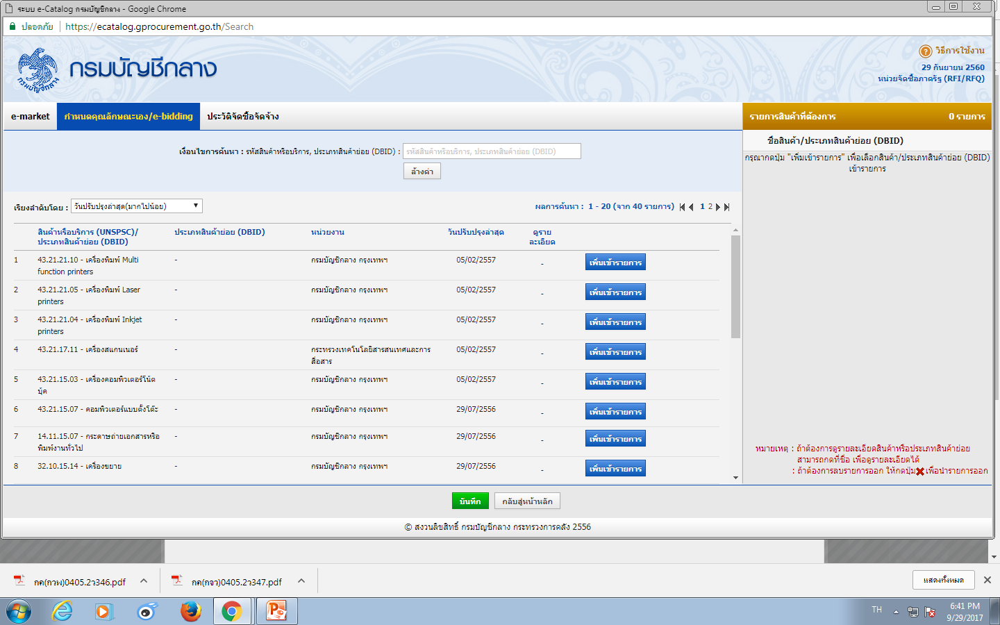 ระบบ e-Catalog กรมบัญชีกลาง - Google Chrome
ปลอดภัย https://ecatalog.gprocurement.go.th/Search
กรมบัญชีกลาง
กรมบัญชีกลาง
? วิธีการใช้งาน
29 กันยายน 2560
หน่วยจัดซื้อภาครัฐ (RFI/RFQ)
e-market กำหนดคุณลักษณะเอง/e-bidding ประวัติจัดซื้อจัดจ้าง
รายการสินค้าที่ต้องการ 0 รายการ
ชื่อสินค้า/ประเภทสินค้าย่อย (DBID)
กรุณากดปุ่ม "เพิ่มเข้ารายการ" เพื่อเลือกสินค้า/ประเภทสินค้าย่อย (DBID)
เข้ารายการ
เงื่อนไขการค้นหา : รหัสสินค้าหรือบริการ, ประเภทสินค้าย่อย (DBID) : รหัสสินค้าหรือบริการ, ประเภทสินค้าย่อย (DBID)
ล้างค่า
เรียงลำดับโดย : วันปรับปรุงล่าสุด(มากไปน้อย) ผลการค้นหา : 1 - 20 (จาก 40 รายการ) 1 2
สินค้าหรือบริการ (UNSPSC)/ ประเภทสินค้าย่อย (DBID) หน่วยงาน วันปรับปรุงล่าสุด ดูราย
ประเภทสินค้าย่อย (DBID) ละเอียด
1 43.21.21.10 - เครื่องพิมพ์ Multi - กรมบัญชีกลาง กรุงเทพฯ 05/02/2557 - เพิ่มเข้ารายการ
function printers
2 43.21.21.05 - เครื่องพิมพ์ Laser - กรมบัญชีกลาง กรุงเทพฯ 05/02/2557 - เพิ่มเข้ารายการ
printers
3 43.21.21.04 - เครื่องพิมพ์ Inkjet - กรมบัญชีกลาง กรุงเทพฯ 05/02/2557 - เพิ่มเข้ารายการ
printers
4 43.21.17.11 - เครื่องสแกนเนอร์ - กระทรวงเทคโนโลยีสารสนเทศและการ 05/02/2557 - เพิ่มเข้ารายการ
สื่อสาร
5 43.21.15.03 - เครื่องคอมพิวเตอร์โน้ต - กรมบัญชีกลาง กรุงเทพฯ 05/02/2557 - เพิ่มเข้ารายการ
บุ้ค
6 43.21.15.07 - คอมพิวเตอร์แบบตั้งโต๊ะ - กรมบัญชีกลาง กรุงเทพฯ 29/07/2556 - เพิ่มเข้ารายการ
7 14.11.15.07 - กระดาษถ่ายเอกสารหรือ - กรมบัญชีกลาง กรุงเทพฯ 29/07/2556 - เพิ่มเข้ารายการ
พิมพ์งานทั่วไป
8 32.10.15.14 - เครื่องขยาย - กรมบัญชีกลาง กรุงเทพฯ 29/07/2556 - เพิ่มเข้ารายการ
หมายเหตุ : ถ้าต้องการดูรายละเอียดสินค้าหรือประเภทสินค้าย่อย
สามารถกดที่ชื่อ เพื่อดูรายละเอียดได้
: ถ้าต้องการลบรายการออก ให้กดปุ่ม เพื่อนำรายการออก
บันทึก กลับสู่หน้าหลัก
© สงวนลิขสิทธิ์ กรมบัญชีกลาง กระทรวงการคลัง 2556
กค(กวพ)0405.2ว346.pdf กค(กจว)0405.2ว347.pdf แสดงทั้งหมด
TH 6:41 PM
9/29/2017